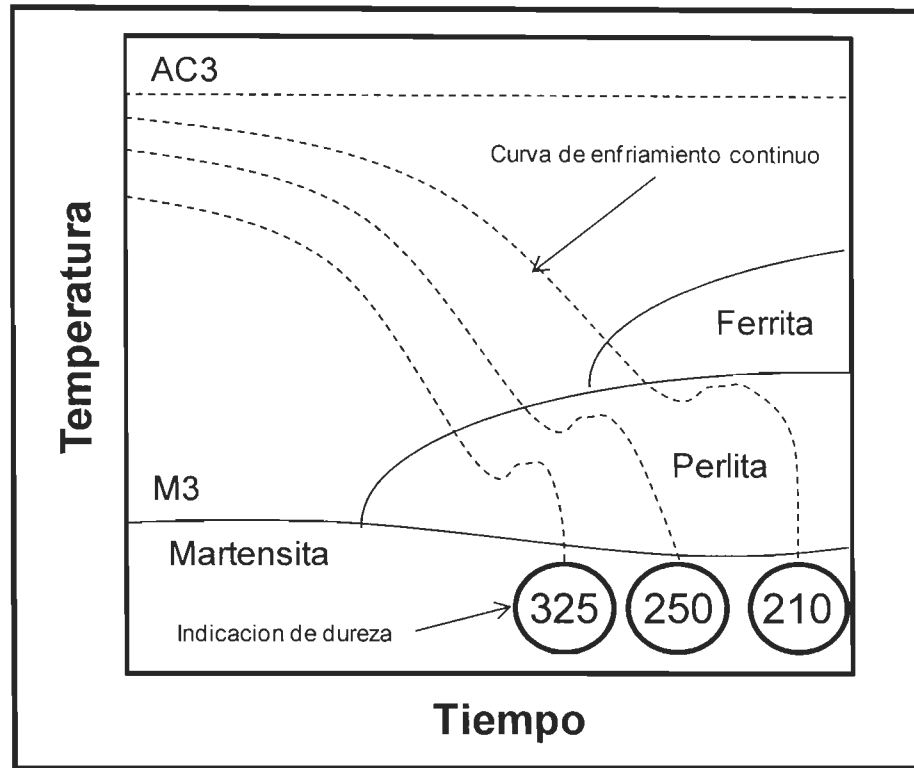 AC3
Curva de enfriamiento continuo
Temperatura
Ferrita
Perlita
M3
Martensita
325 250 210
Indicacion de dureza
Tiempo